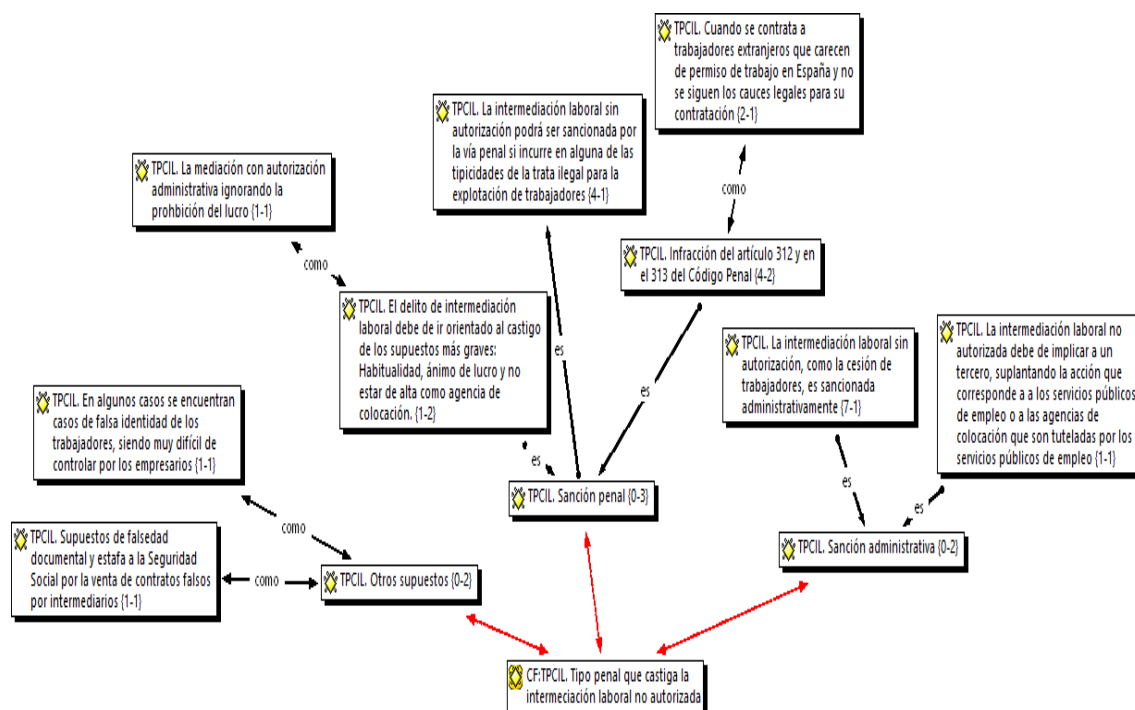 TPCIL. Cuando se contrata a
trabajadores extranjeros que carecen
de permiso de trabajo en España y no
se siguen los cauces legales para su
contratación {2-1}
TPCIL. La intermediación laboral sin
autorización podrá ser sancionada por
la vía penal si incurre en alguna de las
tipicidades de la trata ilegal para la
explotación de trabajadores {4-1}
TPCIL. La mediación con autorización
administrativa ignorando la
prohbición del lucro {1-1}
como
como
TPCIL. Infracción del artículo 312 y en
el 313 del Código Penal {4-2}
TPCIL. El delito de intermediación
laboral debe de ir orientado al castigo
de los supuestos más graves:
Habitualidad, ánimo de lucro y no
estar de alta como agencia de
colocación. {1-2}
es
es
TPCIL. La intermediación laboral sin
autorización, como la cesión de
trabajadores, es sancionada
administrativamente {7-1}
TPCIL. La intermediación laboral no
autorizada debe de implicar a un
tercero, suplantando la acción que
corresponde a a los servicios públicos
de empleo o a las agencias de
colocación que son tuteladas por los
servicios públicos de empleo {1-1}
TPCIL. En algunos casos se encuentran
casos de falsa identidad de los
trabajadores, siendo muy difícil de
controlar por los empresarios {1-1}
es
es
es
TPCIL. Sanción penal {0-3}
como
TPCIL. Supuestos de falsedad
documental y estafa a la Seguridad
Social por la venta de contratos falsos
por intermediarios {1-1}
como
TPCIL. Otros supuestos {0-2}
TPCIL. Sanción administrativa {0-2}
CF:TPCIL. Tipo penal que castiga la
intermeciación laboral no autorizada